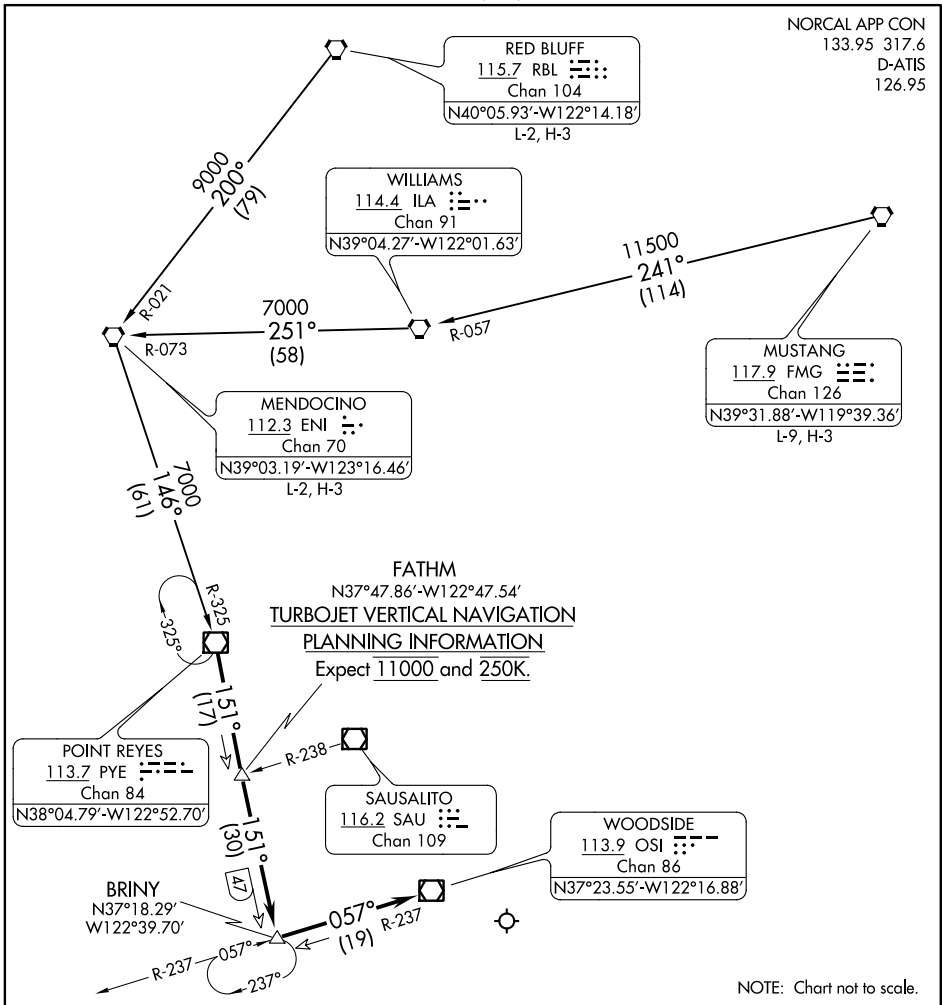 NORCAL APP CON
133.95 317.6
D-ATIS
126.95
RED BLUFF
115.7 RBL
Chan 104
N40°05.93′-W122°14.18′
L-2, H-3
9000
200°
(79)
R-021
WILLIAMS
114.4 ILA
Chan 91
N39°04.27′-W122°01.63′
11500
241°
(114)
R-057
7000
251°
(58)
R-073
MUSTANG
117.9 FMG
Chan 126
N39°31.88′-W119°39.36′
L-9, H-3
MENDOCINO
112.3 ENI
Chan 70
N39°03.19′-W123°16.46′
L-2, H-3
7000
146°
(61)
R-325
325°
FATHM
N37°47.86′-W122°47.54′
TURBOJET VERTICAL NAVIGATION
PLANNING INFORMATION
Expect 11000 and 250K.
151°
(17)
POINT REYES
113.7 PYE
Chan 84
N38°04.79′-W122°52.70′
R-238
SAUSALITO
116.2 SAU
Chan 109
151°
(30)
47
WOODSIDE
113.9 OSI
Chan 86
N37°23.55′-W122°16.88′
BRINY
N37°18.29′
W122°39.70′
057°
(19)
R-237
R-237
057°
237°
NOTE: Chart not to scale.